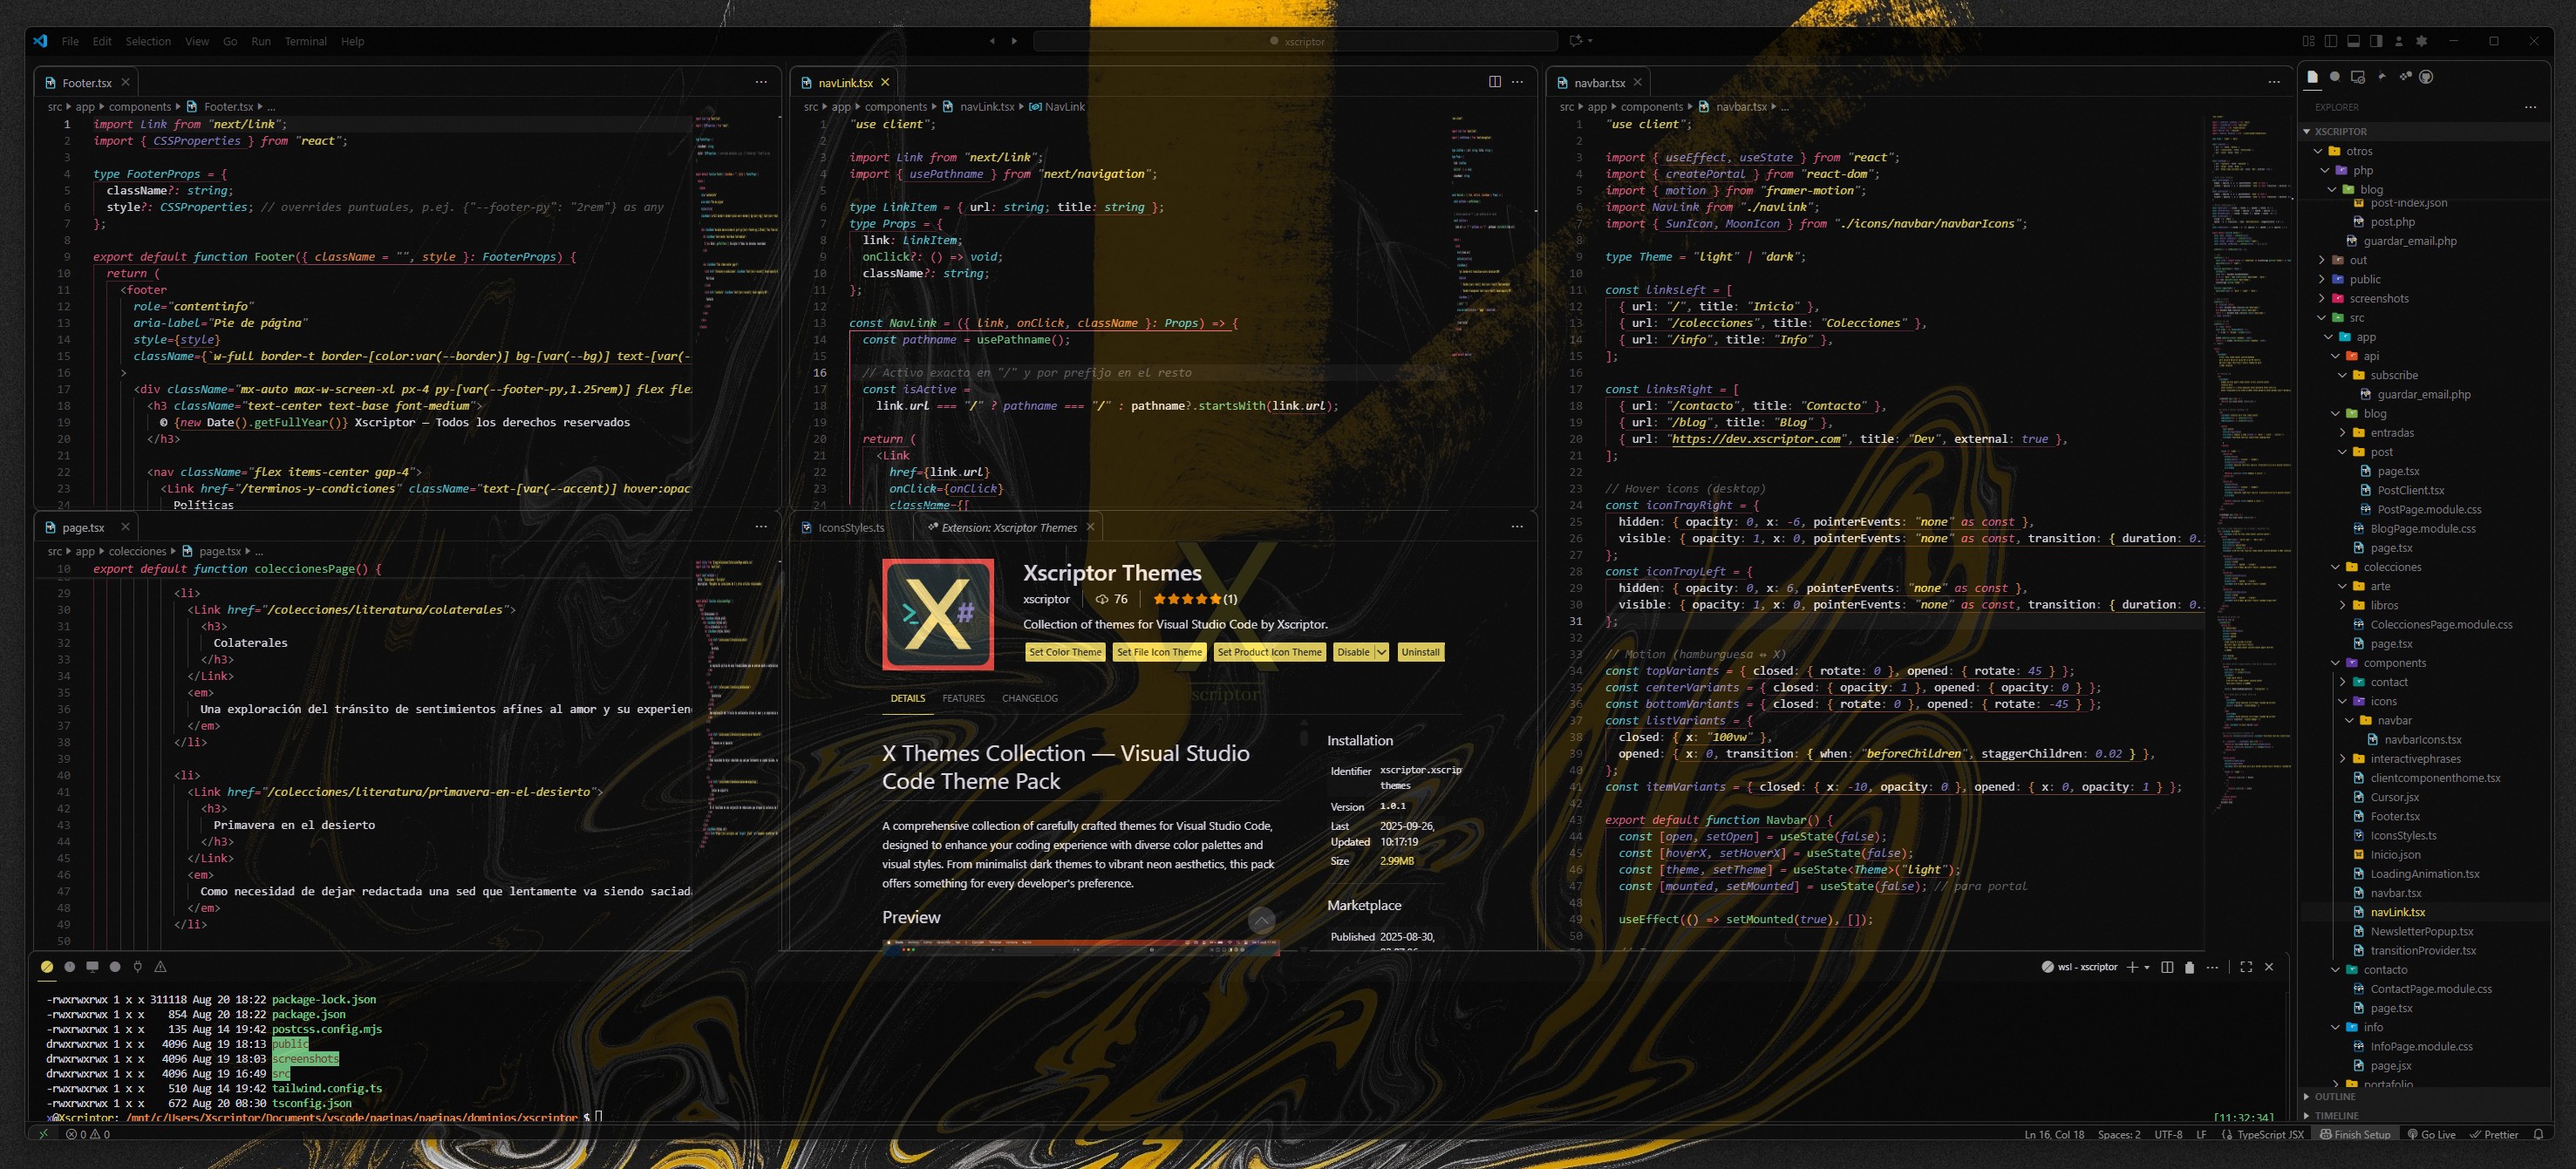 File Edit Selection View Go Run Terminal Help
xscriptor
Footer.tsx
src app components Footer.tsx ...
1 import Link from "next/link";
2 import { CSSProperties } from "react";
3
4 type FooterProps = {
5 className?: string;
6 style?: CSSProperties; // overrides puntuales, p.ej. {"--footer-py": "2rem"} as any
7 };
8
9 export default function Footer({ className = "", style }: FooterProps) {
10 return (
11 <footer
12 role="contentinfo"
13 aria-label="Pie de página"
14 style={style}
15 className={`w-full border-t border-[color:var(--border)] bg-[var(--bg)] text-[var(-
16 >
17 <div className="mx-auto max-w-screen-xl px-4 py-[var(--footer-py,1.25rem)] flex fle
18 <h3 className="text-center text-base font-medium">
19 © {new Date().getFullYear()} Xscriptor — Todos los derechos reservados
20 </h3>
21
22 <nav className="flex items-center gap-4">
23 <Link href="/terminos-y-condiciones" className="text-[var(--accent)] hover:opac
24 Políticas
navLink.tsx
src app components navLink.tsx NavLink
1 "use client";
2
3 import Link from "next/link";
4 import { usePathname } from "next/navigation";
5
6 type LinkItem = { url: string; title: string };
7 type Props = {
8 link: LinkItem;
9 onClick?: () => void;
10 className?: string;
11 };
12
13 const NavLink = ({ link, onClick, className }: Props) => {
14 const pathname = usePathname();
15
16 // Activo exacto en "/" y por prefijo en el resto
17 const isActive =
18 link.url === "/" ? pathname === "/" : pathname?.startsWith(link.url);
19
20 return (
21 <Link
22 href={link.url}
23 onClick={onClick}
24 className={[
navbar.tsx
src app components navbar.tsx ...
1 "use client";
2
3 import { useEffect, useState } from "react";
4 import { createPortal } from "react-dom";
5 import { motion } from "framer-motion";
6 import NavLink from "./navLink";
7 import { SunIcon, MoonIcon } from "./icons/navbar/navbarIcons";
8
9 type Theme = "light" | "dark";
10
11 const linksLeft = [
12 { url: "/", title: "Inicio" },
13 { url: "/colecciones", title: "Colecciones" },
14 { url: "/info", title: "Info" },
15 ];
16
17 const linksRight = [
18 { url: "/contacto", title: "Contacto" },
19 { url: "/blog", title: "Blog" },
20 { url: "https://dev.xscriptor.com", title: "Dev", external: true },
21 ];
22
23 // Hover icons (desktop)
24 const iconTrayRight = {
25 hidden: { opacity: 0, x: -6, pointerEvents: "none" as const },
26 visible: { opacity: 1, x: 0, pointerEvents: "none" as const, transition: { duration: 0.
27 };
28 const iconTrayLeft = {
29 hidden: { opacity: 0, x: 6, pointerEvents: "none" as const },
30 visible: { opacity: 1, x: 0, pointerEvents: "none" as const, transition: { duration: 0.
31 };
32
33 // Motion (hamburguesa ↔ X)
34 const topVariants = { closed: { rotate: 0 }, opened: { rotate: 45 } };
35 const centerVariants = { closed: { opacity: 1 }, opened: { opacity: 0 } };
36 const bottomVariants = { closed: { rotate: 0 }, opened: { rotate: -45 } };
37 const listVariants = {
38 closed: { x: "100vw" },
39 opened: { x: 0, transition: { when: "beforeChildren", staggerChildren: 0.02 } },
40 };
41 const itemVariants = { closed: { x: -10, opacity: 0 }, opened: { x: 0, opacity: 1 } };
42
43 export default function Navbar() {
44 const [open, setOpen] = useState(false);
45 const [hoverX, setHoverX] = useState(false);
46 const [theme, setTheme] = useState<Theme>("light");
47 const [mounted, setMounted] = useState(false); // para portal
48
49 useEffect(() => setMounted(true), []);
50
page.tsx
src app colecciones page.tsx ...
10 export default function coleccionesPage() {
29 <li>
30 <Link href="/colecciones/literatura/colaterales">
31 <h3>
32 Colaterales
33 </h3>
34 </Link>
35 <em>
36 Una exploración del tránsito de sentimientos afines al amor y su experien
37 </em>
38 </li>
39
40 <li>
41 <Link href="/colecciones/literatura/primavera-en-el-desierto">
42 <h3>
43 Primavera en el desierto
44 </h3>
45 </Link>
46 <em>
47 Como necesidad de dejar redactada una sed que lentamente va siendo saciad
48 </em>
49 </li>
50
IconsStyles.ts Extension: Xscriptor Themes
X
scriptor
>X#
Xscriptor Themes
xscriptor 76 (1)
Collection of themes for Visual Studio Code by Xscriptor.
Set Color Theme Set File Icon Theme Set Product Icon Theme Disable Uninstall
DETAILS FEATURES CHANGELOG
X Themes Collection — Visual Studio
Code Theme Pack
A comprehensive collection of carefully crafted themes for Visual Studio Code,
designed to enhance your coding experience with diverse color palettes and
visual styles. From minimalist dark themes to vibrant neon aesthetics, this pack
offers something for every developer's preference.
Preview
Installation
Identifier xscriptor.xscrip
themes
Version 1.0.1
Last 2025-09-26,
Updated 10:17:19
Size 2.99MB
Marketplace
Published 2025-08-30,
wsl - xscriptor
-rwxrwxrwx 1 x x 311118 Aug 20 18:22 package-lock.json
-rwxrwxrwx 1 x x 854 Aug 20 18:22 package.json
-rwxrwxrwx 1 x x 135 Aug 14 19:42 postcss.config.mjs
drwxrwxrwx 1 x x 4096 Aug 19 18:13 public
drwxrwxrwx 1 x x 4096 Aug 19 18:03 screenshots
drwxrwxrwx 1 x x 4096 Aug 19 16:49 src
-rwxrwxrwx 1 x x 510 Aug 14 19:42 tailwind.config.ts
-rwxrwxrwx 1 x x 672 Aug 20 08:30 tsconfig.json
x@Xscriptor: /mnt/c/Users/Xscriptor/Documents/vscode/paginas/paginas/dominios/xscriptor $
[11:32:34]
EXPLORER
XSCRIPTOR
otros
php
blog
post-index.json
post.php
guardar_email.php
out
public
screenshots
src
app
api
subscribe
guardar_email.php
blog
entradas
post
page.tsx
PostClient.tsx
PostPage.module.css
BlogPage.module.css
page.tsx
colecciones
arte
libros
ColeccionesPage.module.css
page.tsx
components
contact
icons
navbar
navbarIcons.tsx
interactivephrases
clientcomponenthome.tsx
Cursor.jsx
Footer.tsx
IconsStyles.ts
Inicio.json
LoadingAnimation.tsx
navbar.tsx
navLink.tsx
NewsletterPopup.tsx
transitionProvider.tsx
contacto
ContactPage.module.css
page.tsx
info
InfoPage.module.css
page.jsx
portafolio
OUTLINE
TIMELINE
0 0
Ln 16, Col 18 Spaces: 2 UTF-8 LF TypeScript JSX Finish Setup Go Live Prettier